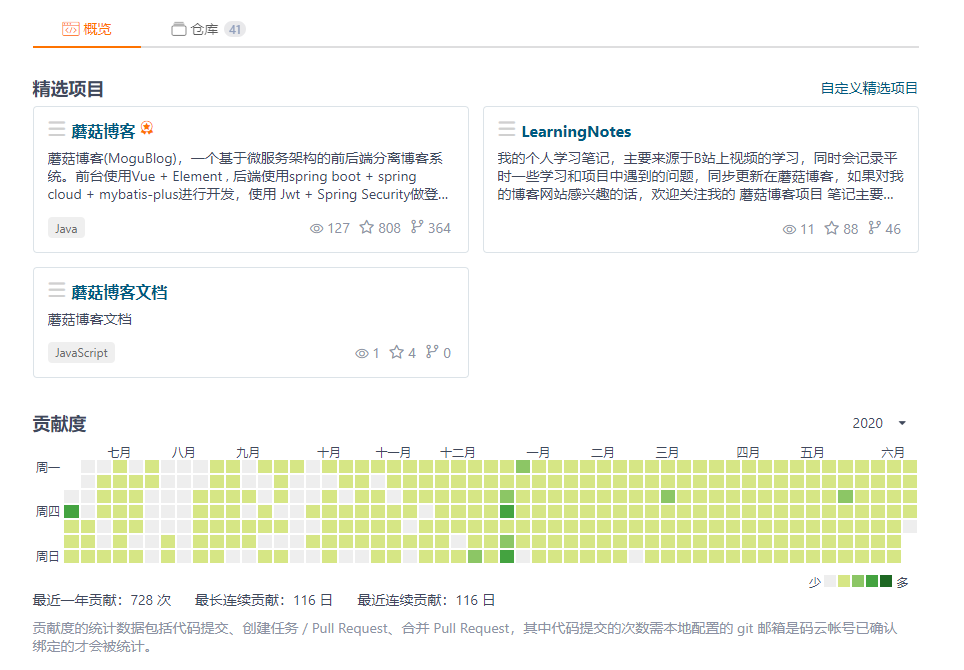 概览
仓库 41
精选项目
自定义精选项目
蘑菇博客
蘑菇博客(MoguBlog)，一个基于微服务架构的前后端分离博客系
统。前台使用Vue + Element , 后端使用spring boot + spring
cloud + mybatis-plus进行开发，使用 Jwt + Spring Security做登...
Java
127 808 364
LearningNotes
我的个人学习笔记，主要来源于B站上视频的学习，同时会记录平
时一些学习和项目中遇到的问题，同步更新在蘑菇博客，如果对我
的博客网站感兴趣的话，欢迎关注我的 蘑菇博客项目 笔记主要...
11 88 46
蘑菇博客文档
蘑菇博客文档
JavaScript
1 4 0
贡献度
2020
七月 八月 九月 十月 十一月 十二月 一月 二月 三月 四月 五月 六月
周一
周四
周日
少 多
最近一年贡献：728 次 最长连续贡献：116 日 最近连续贡献：116 日
贡献度的统计数据包括代码提交、创建任务 / Pull Request、合并 Pull Request，其中代码提交的次数需本地配置的 git 邮箱是码云帐号已确认
绑定的才会被统计。